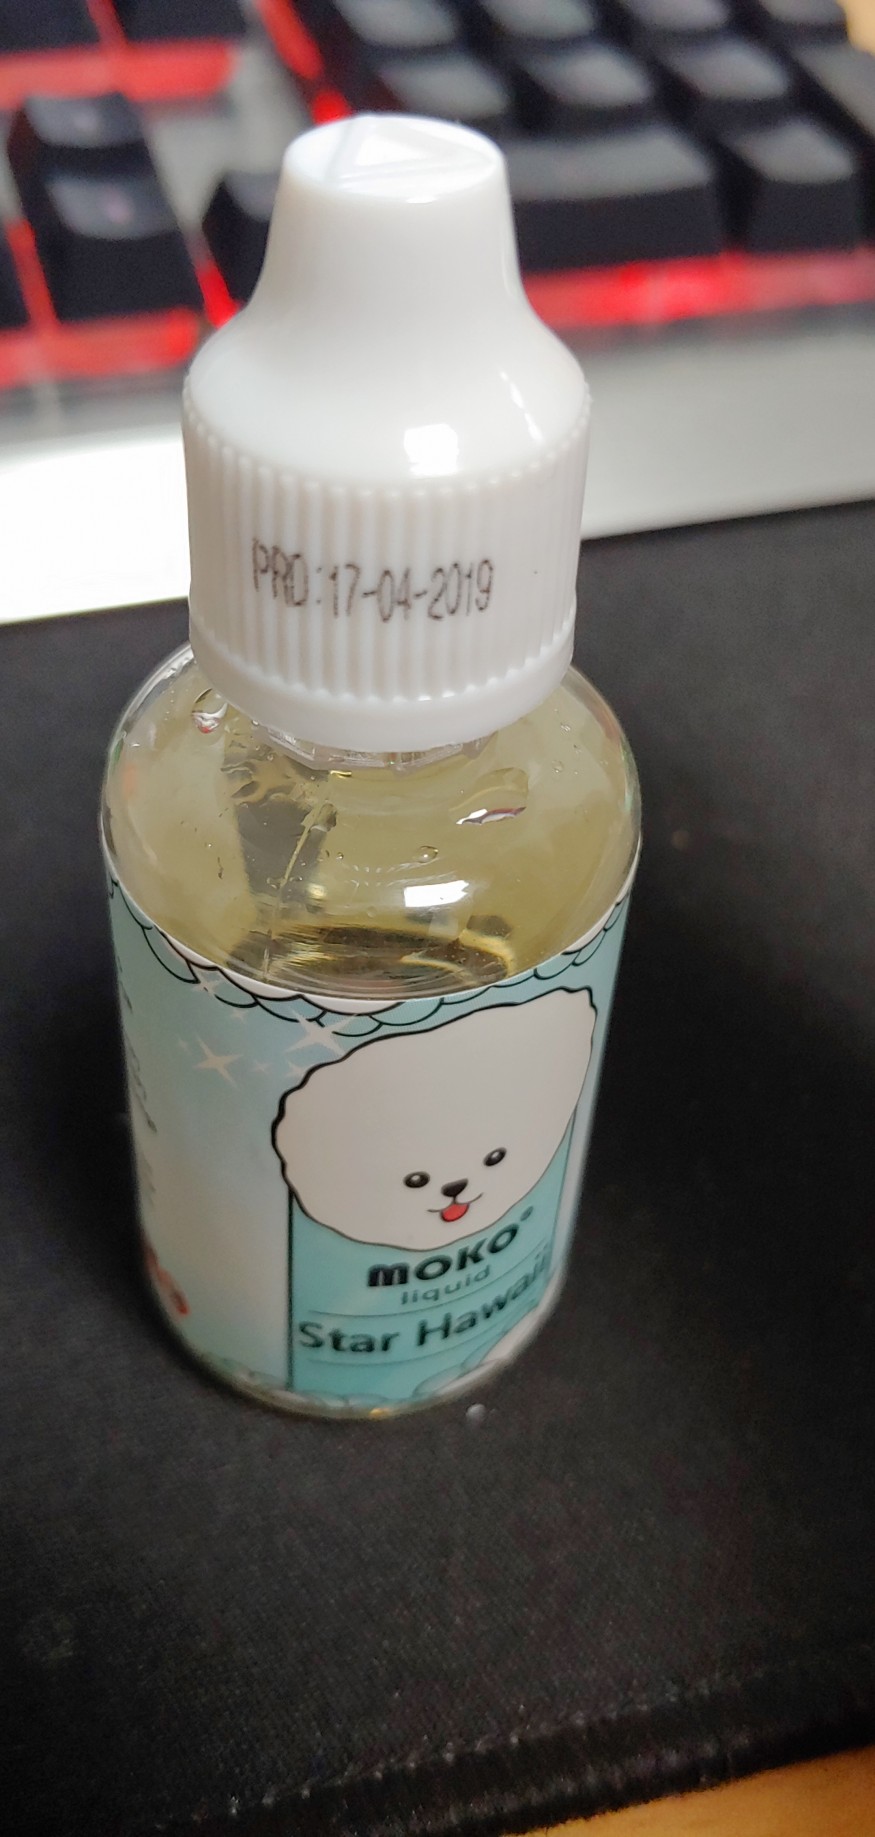 PRD:17-04-2019
MOKO
liquid
Star Hawaii